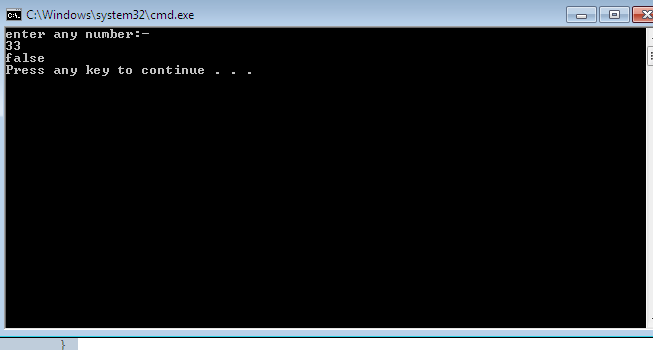 C:\Windows\system32\cmd.exe
enter any number:-
33
false
Press any key to continue . . .
}